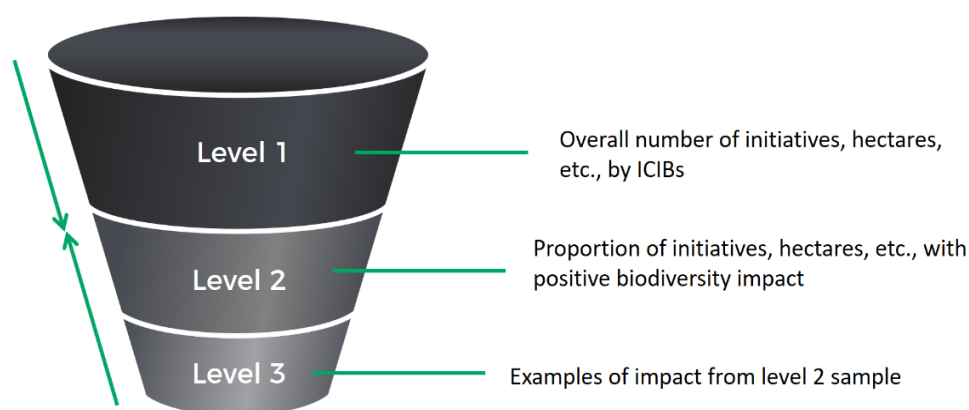 Level 1
Overall number of initiatives, hectares,
etc., by ICIBs
Level 2
Proportion of initiatives, hectares, etc., with
positive biodiversity impact
Level 3
Examples of impact from level 2 sample